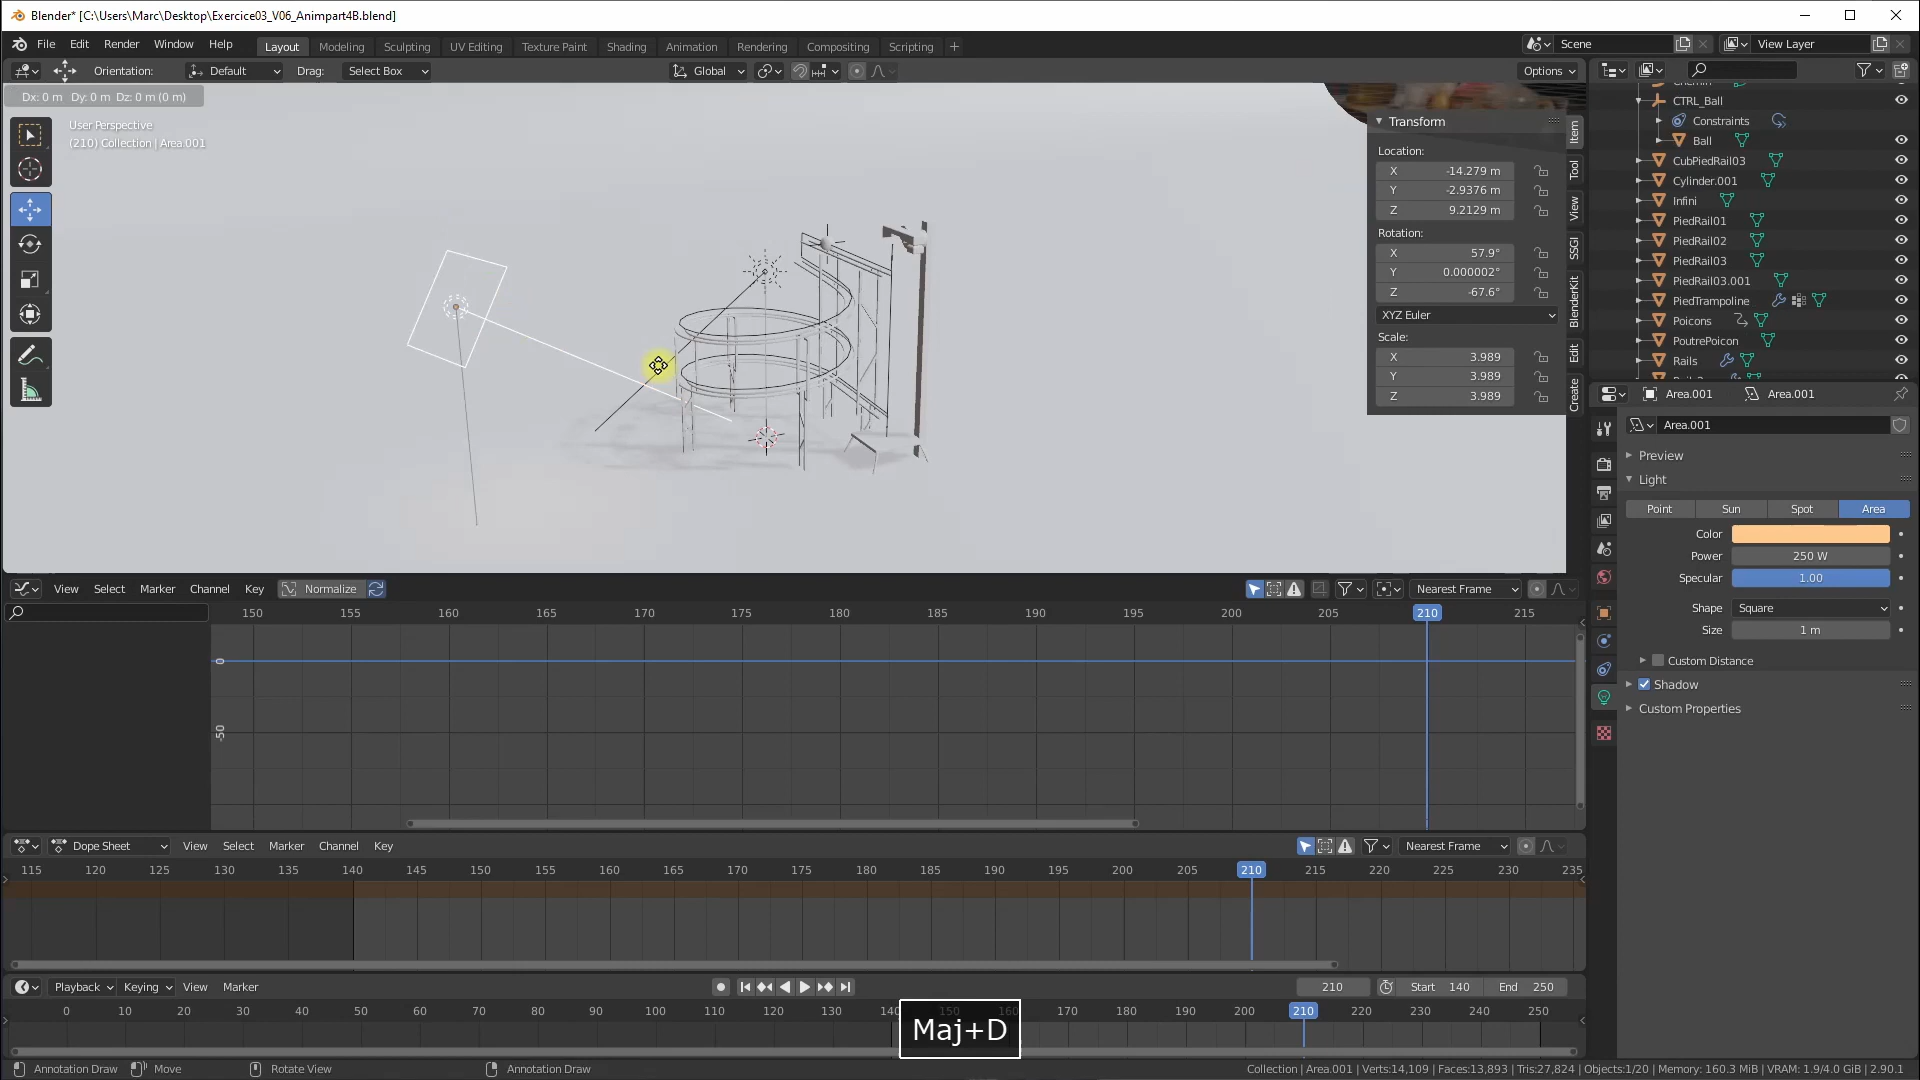 Blender* [C:\Users\Marc\Desktop\Exercice03_V06_Animpart4B.blend]
File Edit Render Window Help Layout Modeling Sculpting UV Editing Texture Paint Shading Animation Rendering Compositing Scripting + Scene View Layer
Orientation: Default Drag: Select Box Global Options
Dx: 0 m Dy: 0 m Dz: 0 m (0 m)
User Perspective
(210) Collection | Area.001
Transform
Location:
X -14.279 m
Y -2.9376 m
Z 9.2129 m
Rotation:
X 57.9°
Y 0.000002°
Z -67.6°
XYZ Euler
Scale:
X 3.989
Y 3.989
Z 3.989
Item
Tool
View
SSGI
BlenderKit
Edit
Create
CTRL_Ball
Constraints
Ball
CubPiedRail03
Cylinder.001
Infini
PiedRail01
PiedRail02
PiedRail03
PiedRail03.001
PiedTrampoline
Poicons
PoutrePoicon
Rails
Area.001 Area.001
Area.001
Preview
Light
Point Sun Spot Area
Color
Power 250 W
Specular 1.00
Shape Square
Size 1 m
Custom Distance
Shadow
Custom Properties
View Select Marker Channel Key Normalize Nearest Frame
150 155 160 165 170 175 180 185 190 195 200 205 210 215
0
-50
Dope Sheet View Select Marker Channel Key Nearest Frame
115 120 125 130 135 140 145 150 155 160 165 170 175 180 185 190 195 200 205 210 215 220 225 230 235
Playback Keying View Marker 210 Start 140 End 250
0 10 20 30 40 50 60 70 80 90 100 110 120 130 140 150 160 170 180 190 200 210 220 230 240 250
Maj+D
Annotation Draw Move Rotate View Annotation Draw Collection | Area.001 | Verts:14,109 | Faces:13,893 | Tris:27,824 | Objects:1/20 | Memory: 160.3 MiB | VRAM: 1.9/4.0 GiB | 2.90.1